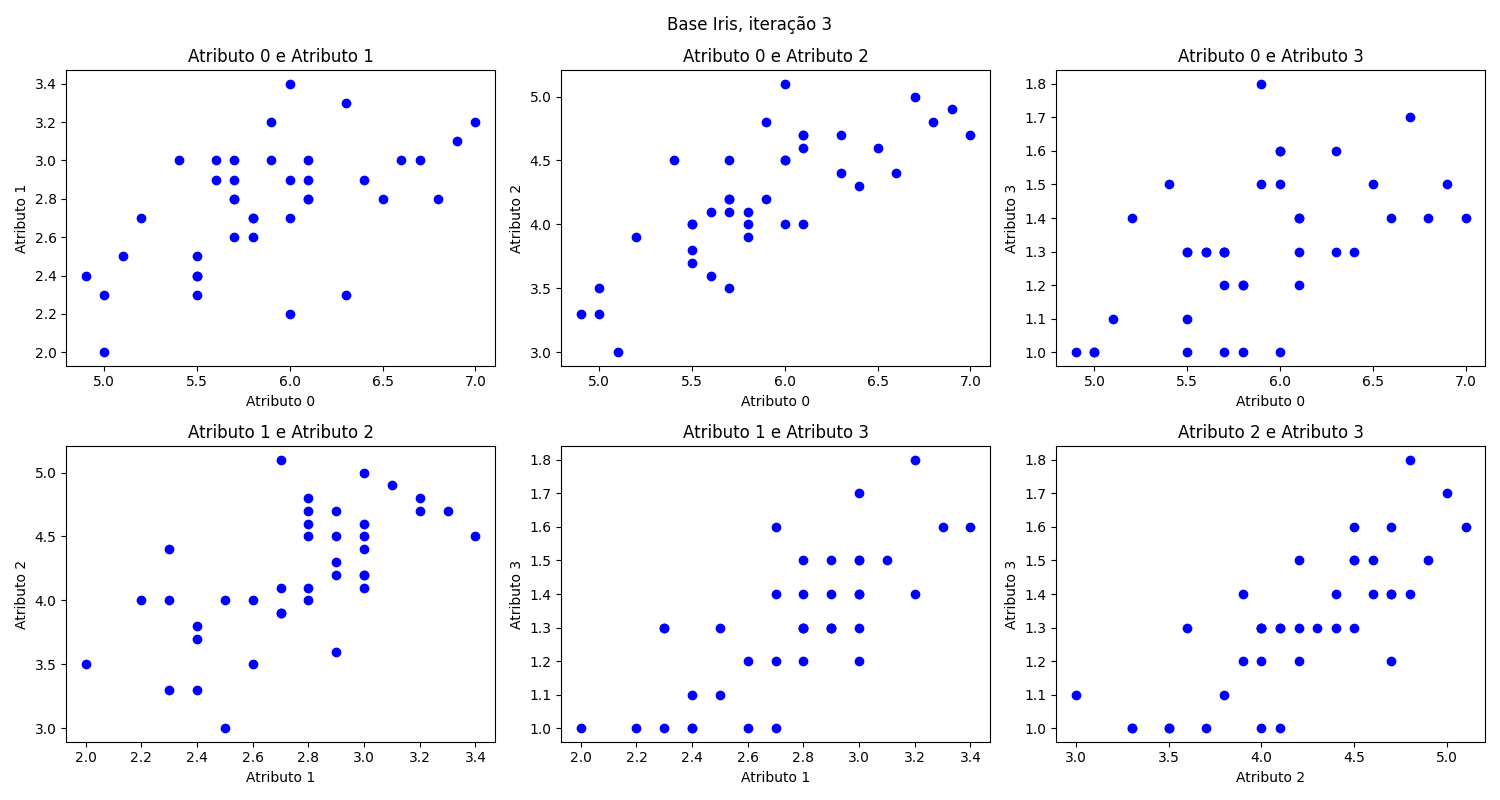 Base Iris, iteração 3
Atributo 0 e Atributo 1
Atributo 1
3.4
3.2
3.0
2.8
2.6
2.4
2.2
2.0
5.0 5.5 6.0 6.5 7.0
Atributo 0
Atributo 0 e Atributo 2
Atributo 2
5.0
4.5
4.0
3.5
3.0
5.0 5.5 6.0 6.5 7.0
Atributo 0
Atributo 0 e Atributo 3
Atributo 3
1.8
1.7
1.6
1.5
1.4
1.3
1.2
1.1
1.0
5.0 5.5 6.0 6.5 7.0
Atributo 0
Atributo 1 e Atributo 2
Atributo 2
5.0
4.5
4.0
3.5
3.0
2.0 2.2 2.4 2.6 2.8 3.0 3.2 3.4
Atributo 1
Atributo 1 e Atributo 3
Atributo 3
1.8
1.7
1.6
1.5
1.4
1.3
1.2
1.1
1.0
2.0 2.2 2.4 2.6 2.8 3.0 3.2 3.4
Atributo 1
Atributo 2 e Atributo 3
Atributo 3
1.8
1.7
1.6
1.5
1.4
1.3
1.2
1.1
1.0
3.0 3.5 4.0 4.5 5.0
Atributo 2